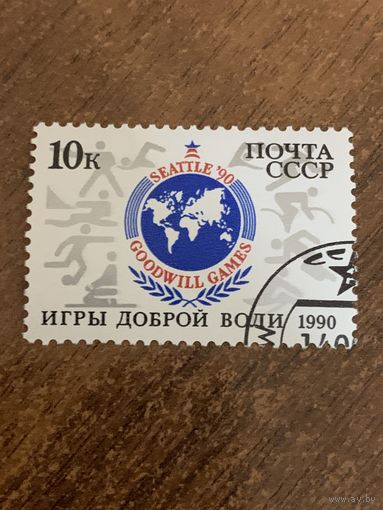 10к
ПОЧТА
СССР
SEATTLE '90
GOODWILL GAMES
ИГРЫ ДОБРОЙ ВОЛИ 1990
www.ay.by